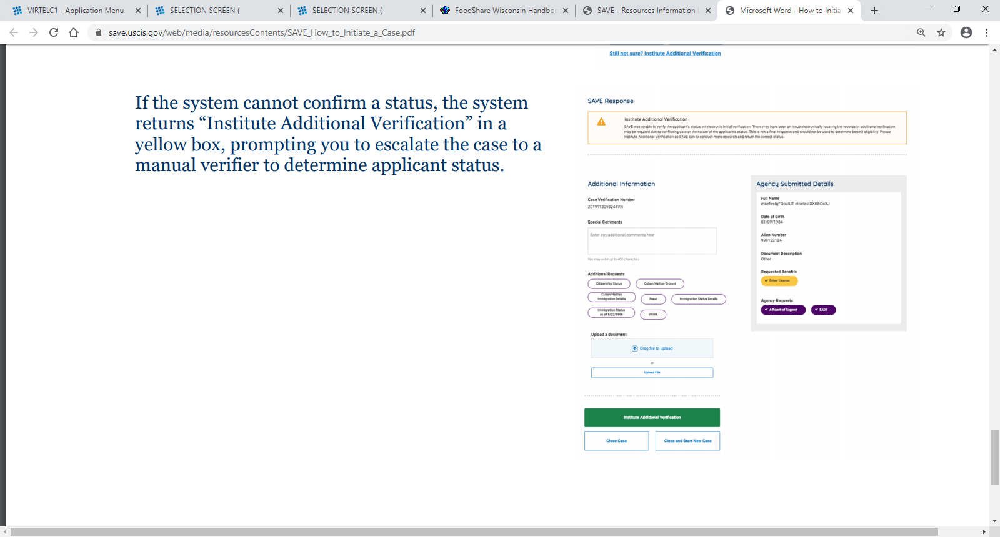 VIRTELC1 - Application Menu
SELECTION SCREEN (
SELECTION SCREEN (
FoodShare Wisconsin Handboo
SAVE - Resources Information
Microsoft Word - How to Initia
save.uscis.gov/web/media/resourcesContents/SAVE_How_to_Initiate_a_Case.pdf
Still not sure? Institute Additional Verification
If the system cannot confirm a status, the system
returns “Institute Additional Verification” in a
yellow box, prompting you to escalate the case to a
manual verifier to determine applicant status.
SAVE Response
Institute Additional Verification
SAVE was unable to verify the applicant's status on electronic initial verification. There may have been an issue electronically locating the records or additional verification
may be required due to conflicting data or the nature of the applicant's status. This is not a final response and should not be used to determine benefit eligibility. Please
Institute Additional Verification so SAVE can to conduct more research and return the correct status.
Additional Information
Case Verification Number
2019113093244VN
Special Comments
Enter any additional comments here
You may enter up to 400 characters
Additional Requests
Citizenship Status
Cuban/Haitian Entrant
Cuban/Haitian
Immigration Details
Fraud
Immigration Status Details
Immigration Status
as of 8/22/1996
VAWA
Upload a document
Drag file to upload
or
Upload File
Institute Additional Verification
Close Case
Close and Start New Case
Agency Submitted Details
Full Name
etoefirstgFQouIUT etoelastXXKBGoXJ
Date of Birth
01/09/1934
Alien Number
999123124
Document Description
Other
Requested Benefits
Driver License
Agency Requests
Affidavit of Support
EADS